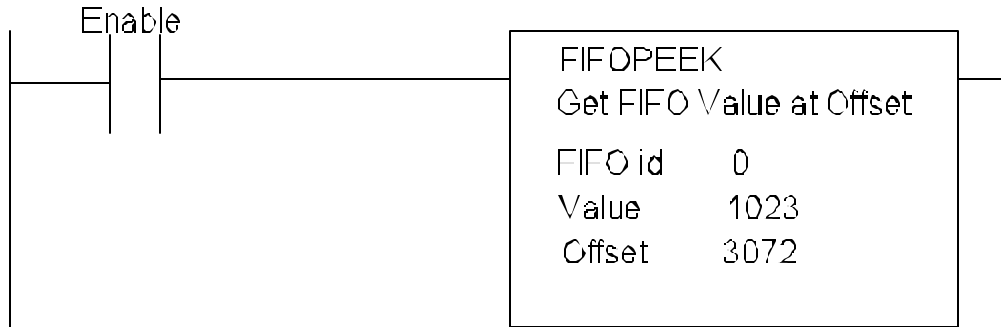 Enable
FIFOPEEK
Get FIFO Value at Offset
FIFO id 0
Value 1023
Offset 3072